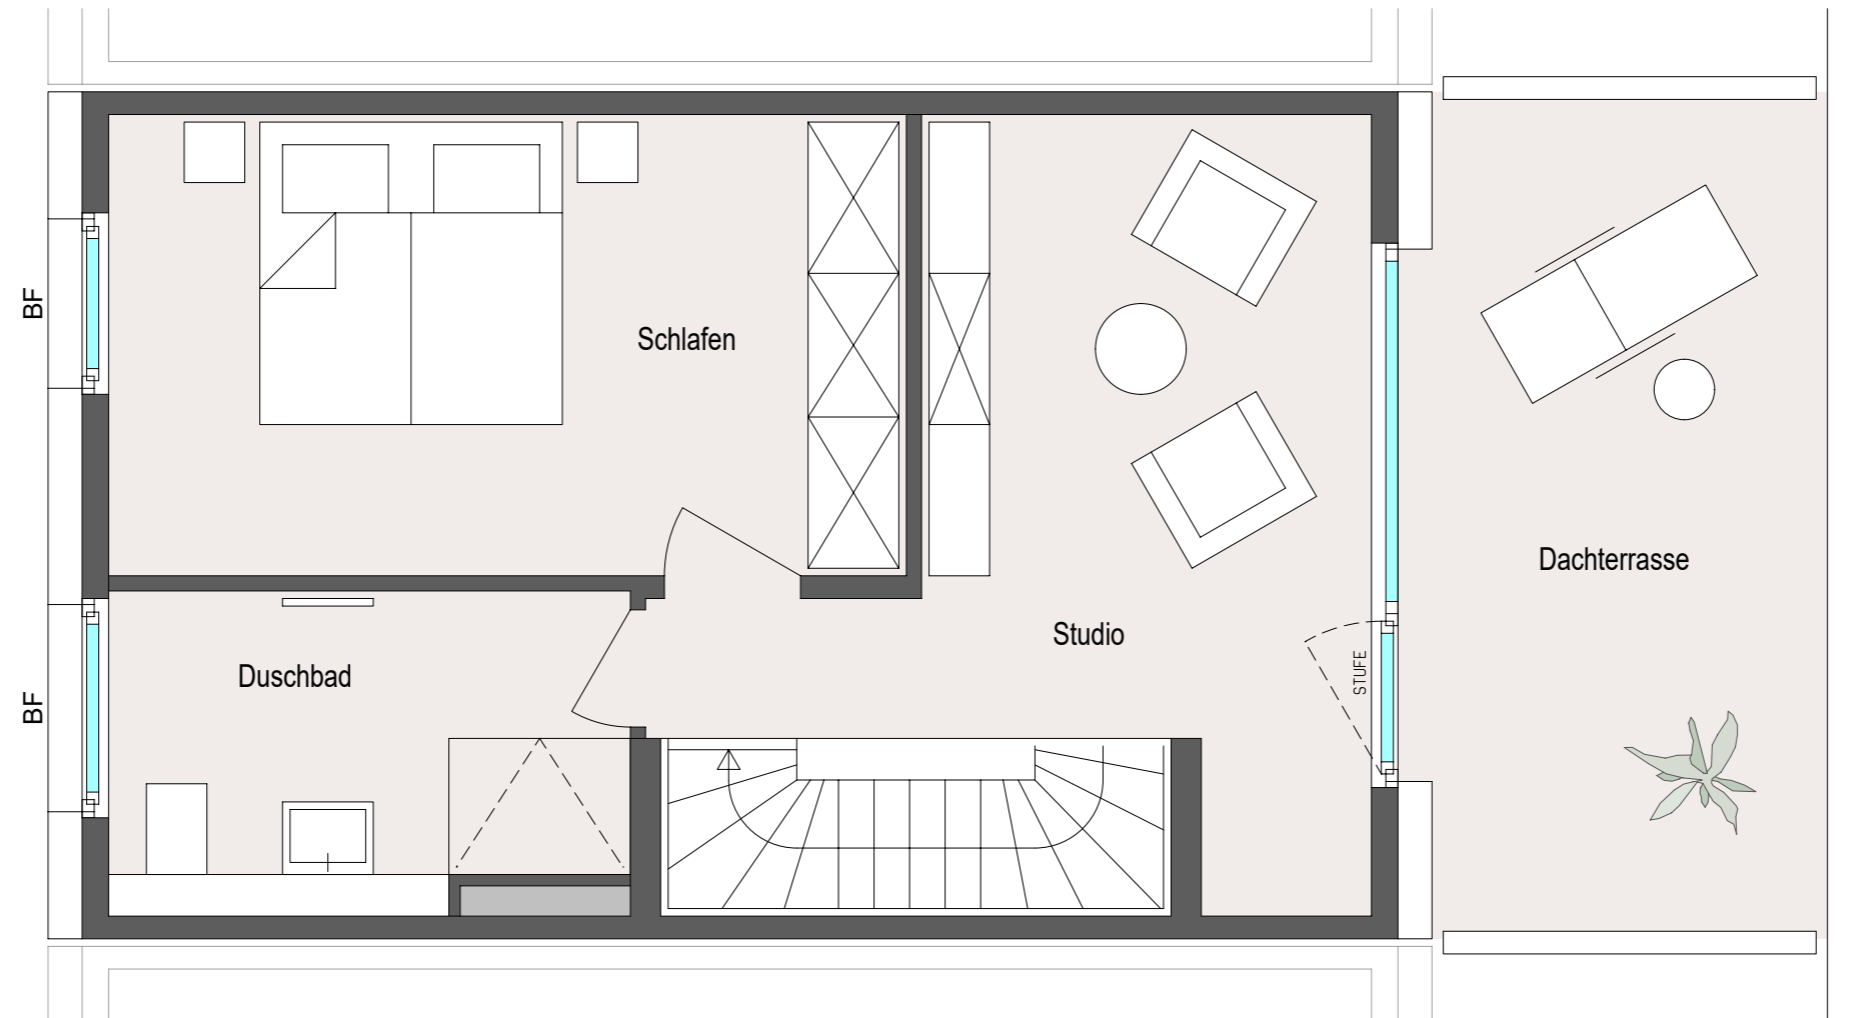 BF
Schlafen
Dachterrasse
Studio
STUFE
Duschbad
BF